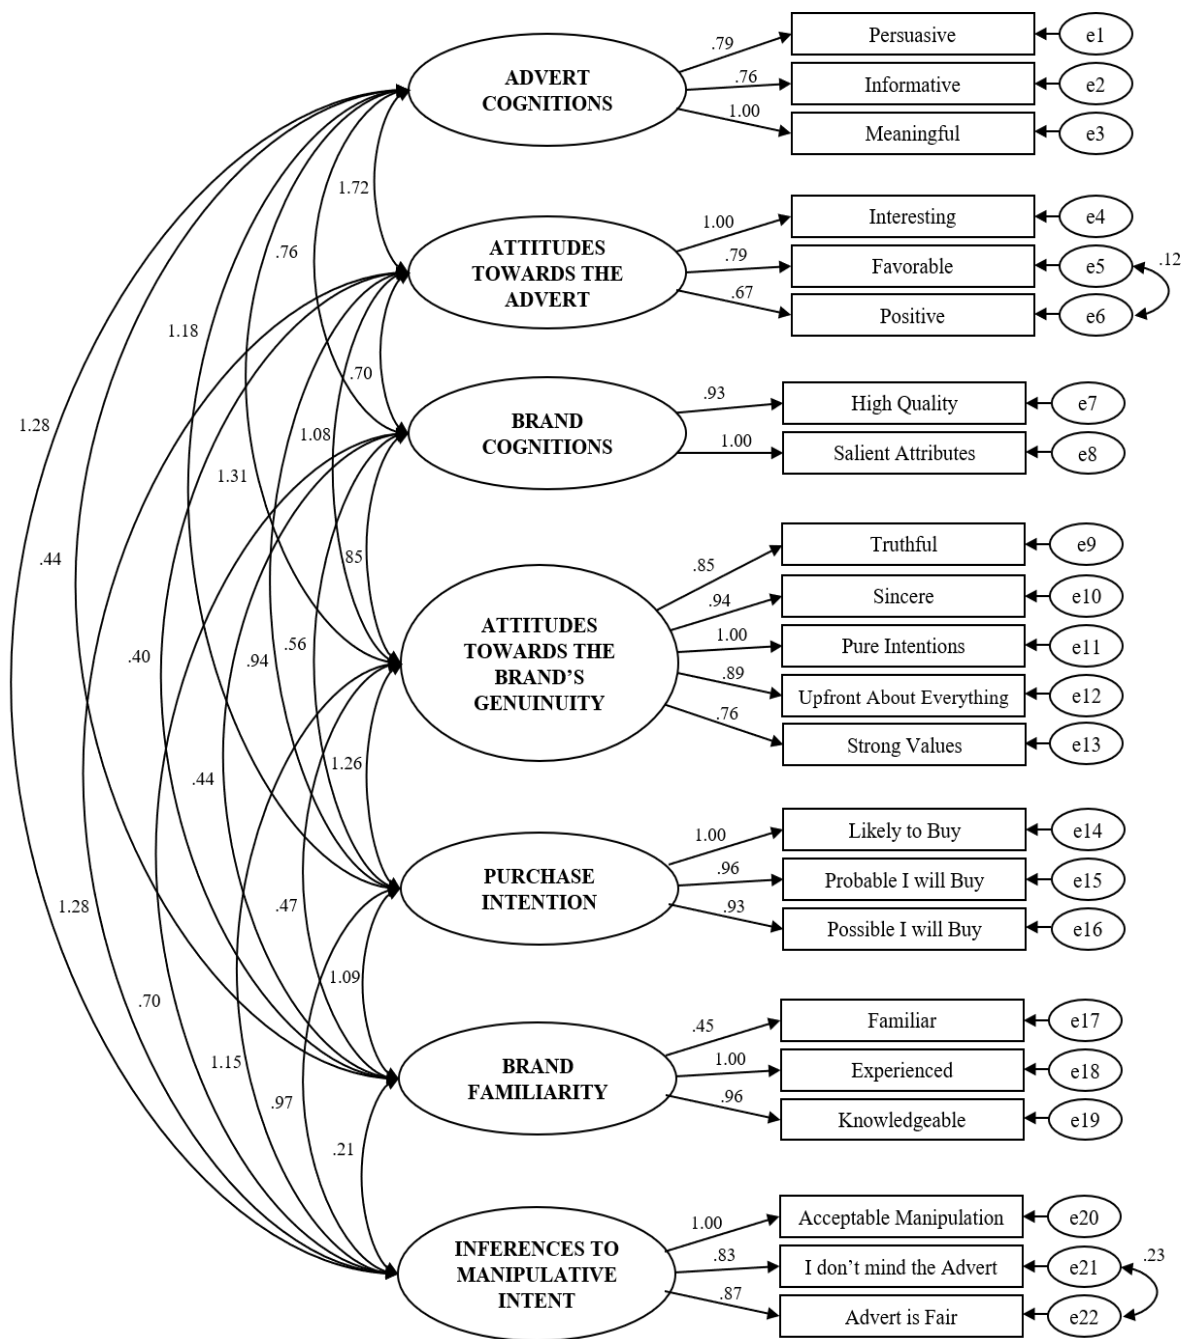 ADVERT
COGNITIONS
.79
.76
1.00
Persuasive
e1
Informative
e2
Meaningful
e3
1.72
.76
1.18
1.28
.44
ATTITUDES
TOWARDS THE
ADVERT
1.00
.79
.67
Interesting
e4
Favorable
e5
Positive
e6
.12
.70
1.08
1.31
BRAND
COGNITIONS
.93
1.00
High Quality
e7
Salient Attributes
e8
.85
.56
.94
.40
ATTITUDES
TOWARDS THE
BRAND’S
GENUINITY
.85
.94
1.00
.89
.76
Truthful
e9
Sincere
e10
Pure Intentions
e11
Upfront About Everything
e12
Strong Values
e13
1.26
.44
PURCHASE
INTENTION
1.00
.96
.93
Likely to Buy
e14
Probable I will Buy
e15
Possible I will Buy
e16
.47
1.28
1.09
.70
BRAND
FAMILIARITY
.45
1.00
.96
Familiar
e17
Experienced
e18
Knowledgeable
e19
1.15
.97
.21
INFERENCES TO
MANIPULATIVE
INTENT
1.00
.83
.87
Acceptable Manipulation
e20
I don’t mind the Advert
e21
Advert is Fair
e22
.23